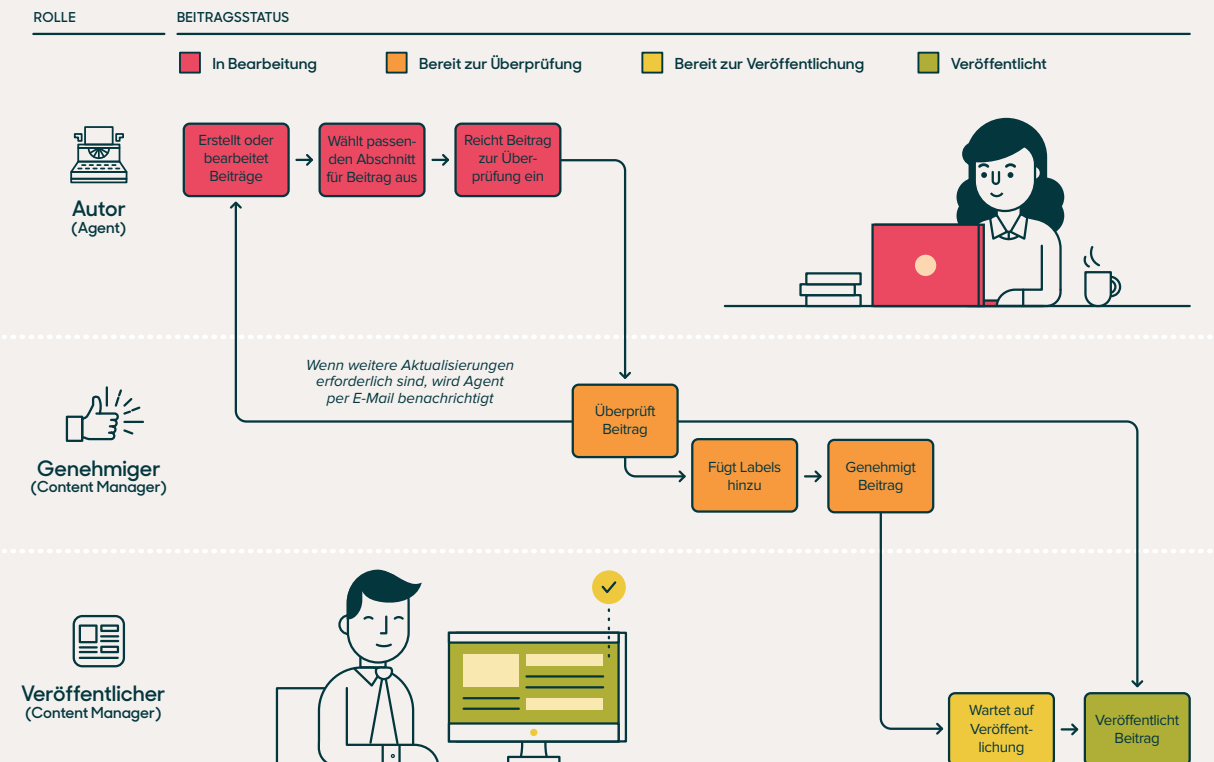 ROLLE
BEITRAGSSTATUS
In Bearbeitung
Bereit zur Überprüfung
Bereit zur Veröffentlichung
Veröffentlicht
Autor
(Agent)
Erstellt oder
bearbeitet
Beiträge
Wählt passen-
den Abschnitt
für Beitrag aus
Reicht Beitrag
zur Über-
prüfung ein
Genehmiger
(Content Manager)
Wenn weitere Aktualisierungen
erforderlich sind, wird Agent
per E-Mail benachrichtigt
Überprüft
Beitrag
Fügt Labels
hinzu
Genehmigt
Beitrag
Veröffentlicher
(Content Manager)
Wartet auf
Veröffent-
lichung
Veröffentlicht
Beitrag